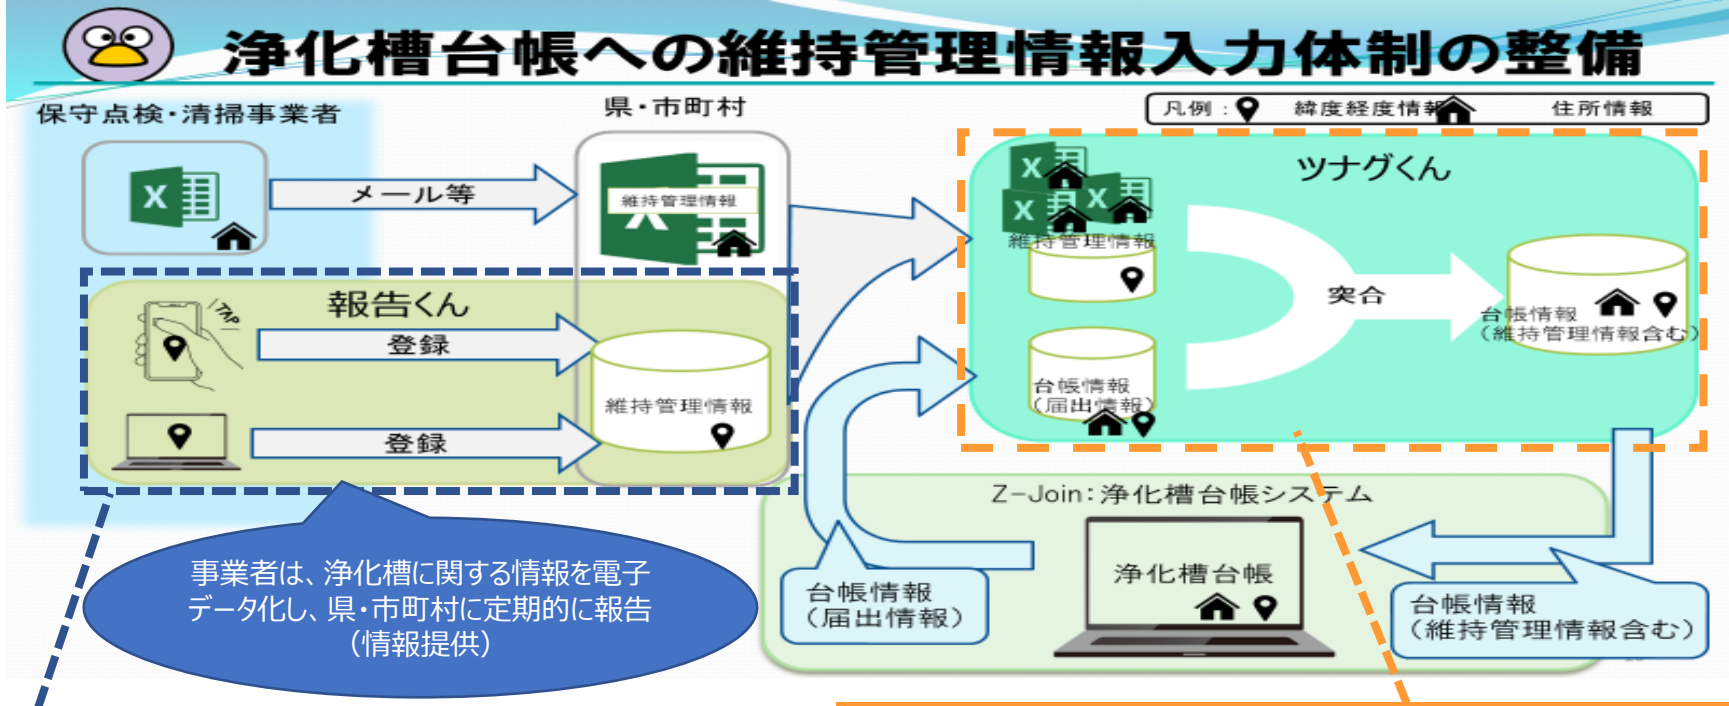 浄化槽台帳への維持管理情報入力体制の整備
保守点検・清掃事業者
県・市町村
凡例：
緯度経度情報
住所情報
X
メール等
維持管理情報
報告くん
TAP
登録
登録
維持管理情報
ツナグくん
X
X
X
維持管理情報
台帳情報
（届出情報）
突合
台帳情報
（維持管理情報含む）
Z-Join：浄化槽台帳システム
浄化槽台帳
台帳情報
（届出情報）
台帳情報
（維持管理情報含む）
事業者は、浄化槽に関する情報を電子
データ化し、県・市町村に定期的に報告
（情報提供）